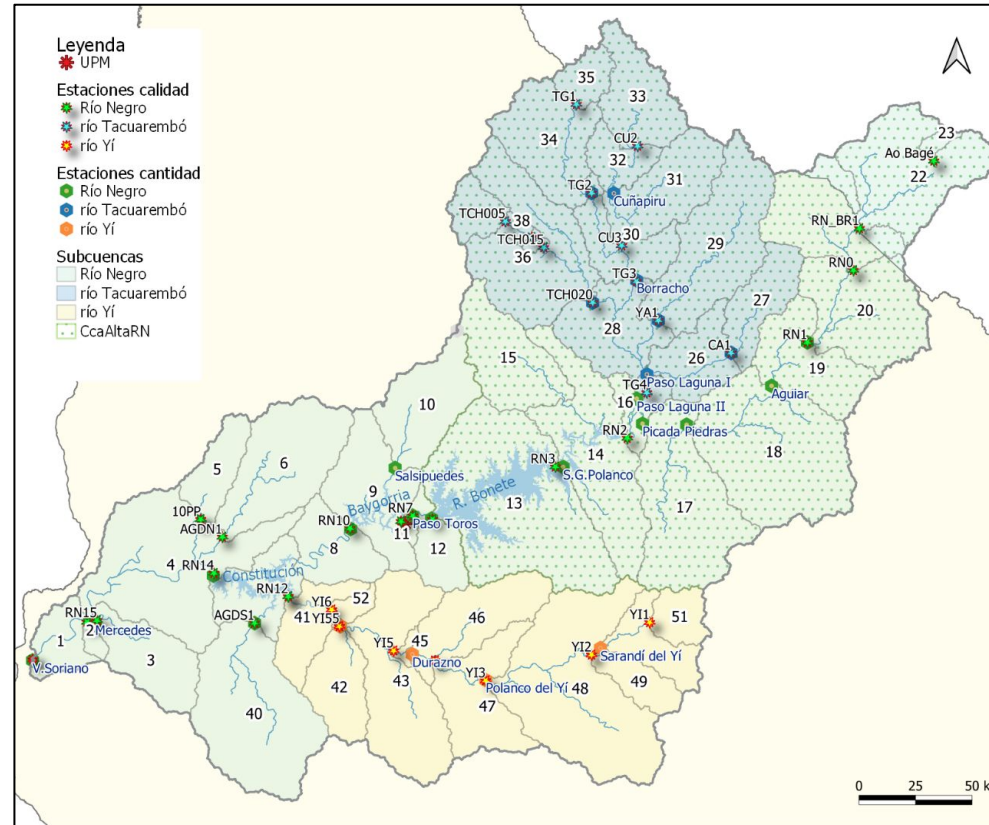 Leyenda
UPM
Estaciones calidad
Río Negro
río Tacuarembó
río Yí
Estaciones cantidad
Río Negro
río Tacuarembó
río Yí
Subcuencas
Río Negro
río Tacuarembó
río Yí
CcaAltaRN
35
TG1
33
34
CU2
23
Ao Bagé
32
22
31
TG2
Cuñapiru
TCH005
38
RN_BR1
TCH015
CU3
30
29
36
RN0
TG3
Borracho
TCH020
27
20
28
YA1
RN1
15
CA1
19
26
Paso Laguna I
TG4
Aguiar
16
Paso Laguna II
10
Picada Piedras
RN2
14
18
5
6
RN3
S.G.Polanco
Salsipuedes
9
R. Bonete
13
17
Baygorria
10PP
RN7
Paso Toros
AGDN1
RN10
11
8
12
4
RN14
Constitución
RN12
52
YI6
41
46
51
RN15
AGDS1
YI55
YI1
2
Mercedes
1
YI5
45
YI2
Sarandí del Yí
3
V.Soriano
Durazno
YI3
42
43
Polanco del Yí
48
49
47
40
0 25 50 k